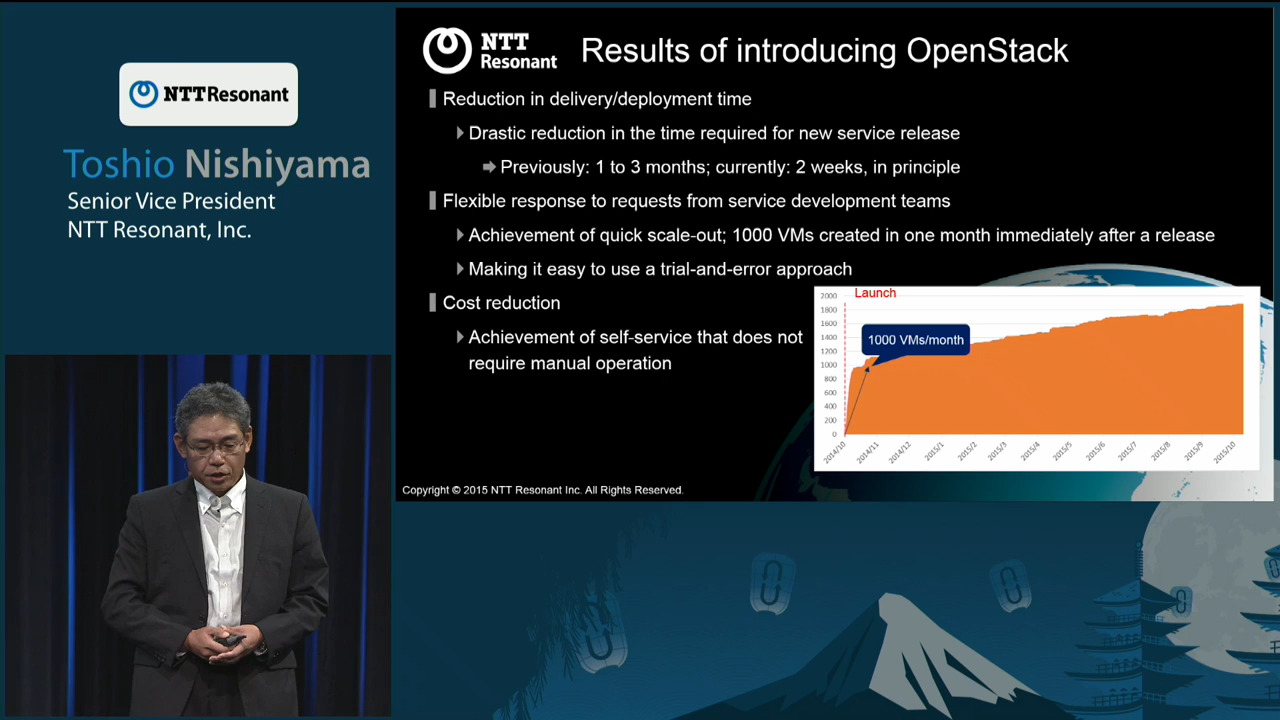 NTT Resonant
Toshio Nishiyama
Senior Vice President
NTT Resonant, Inc.
NTT
Resonant
Results of introducing OpenStack
Reduction in delivery/deployment time
Drastic reduction in the time required for new service release
Previously: 1 to 3 months; currently: 2 weeks, in principle
Flexible response to requests from service development teams
Achievement of quick scale-out; 1000 VMs created in one month immediately after a release
Making it easy to use a trial-and-error approach
Cost reduction
Achievement of self-service that does not
require manual operation
Launch
1000 VMs/month
2000
1800
1600
1400
1200
1000
800
600
400
200
0
2014/10
2014/11
2014/12
2015/1
2015/2
2015/3
2015/4
2015/5
2015/6
2015/7
2015/8
2015/9
2015/10
Copyright © 2015 NTT Resonant Inc. All Rights Reserved.